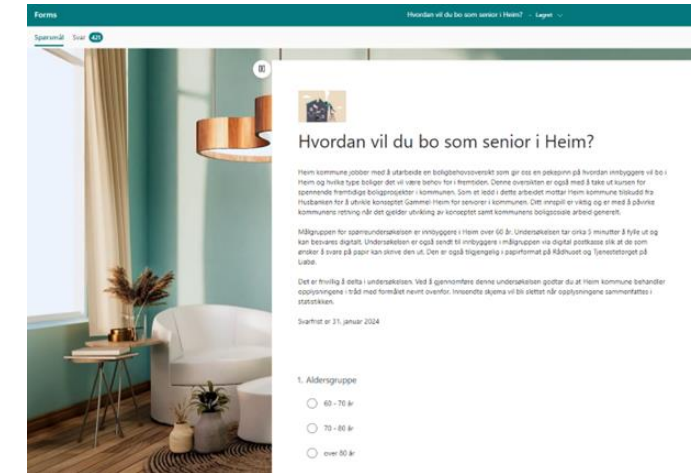 Forms
Hvordan vil du bo som senior i Heim? - Lagret
Spørsmål Svar 421
Hvordan vil du bo som senior i Heim?
Heim kommune jobber med å utarbeide en boligbehovsoversikt som gir oss en pekepinn på hvordan innbyggere vil bo i
Heim og hvilke type boliger det vil være behov for i fremtiden. Denne oversikten er også med å take ut kursen for
spennende fremtidige boligprosjekter i kommunen. Som et ledd i dette arbeidet mottar Heim kommune tilskudd fra
Husbanken for å utvikle konseptet Gammel-Heim for seniorer i kommunen. Ditt innspill er viktig og er med å påvirke
kommunens retning når det gjelder utvikling av konseptet samt kommunens boligsosiale arbeid generelt.
Målgruppen for spørreundersøkelsen er innbyggere i Heim over 60 år. Undersøkelsen tar cirka 5 minutter å fylle ut og
kan besvares digitalt. Undersøkelsen er også sendt til innbyggere i målgruppen via digital postkasse slik at de som
ønsker å svare på papir kan skrive den ut. Den er også tilgjengelig i papirformat på Rådhuset og Tjenestetorget på
Liabø.
Det er frivillig å delta i undersøkelsen. Ved å gjennomføre denne undersøkelsen godtar du at Heim kommune behandler
opplysningene i tråd med formålet nevnt ovenfor. Innsendte skjema vil bli slettet når opplysningene sammenfattes i
statistikken.
Svarfrist er 31. januar 2024
1. Aldersgruppe
60 - 70 år
70 - 80 år
over 80 år